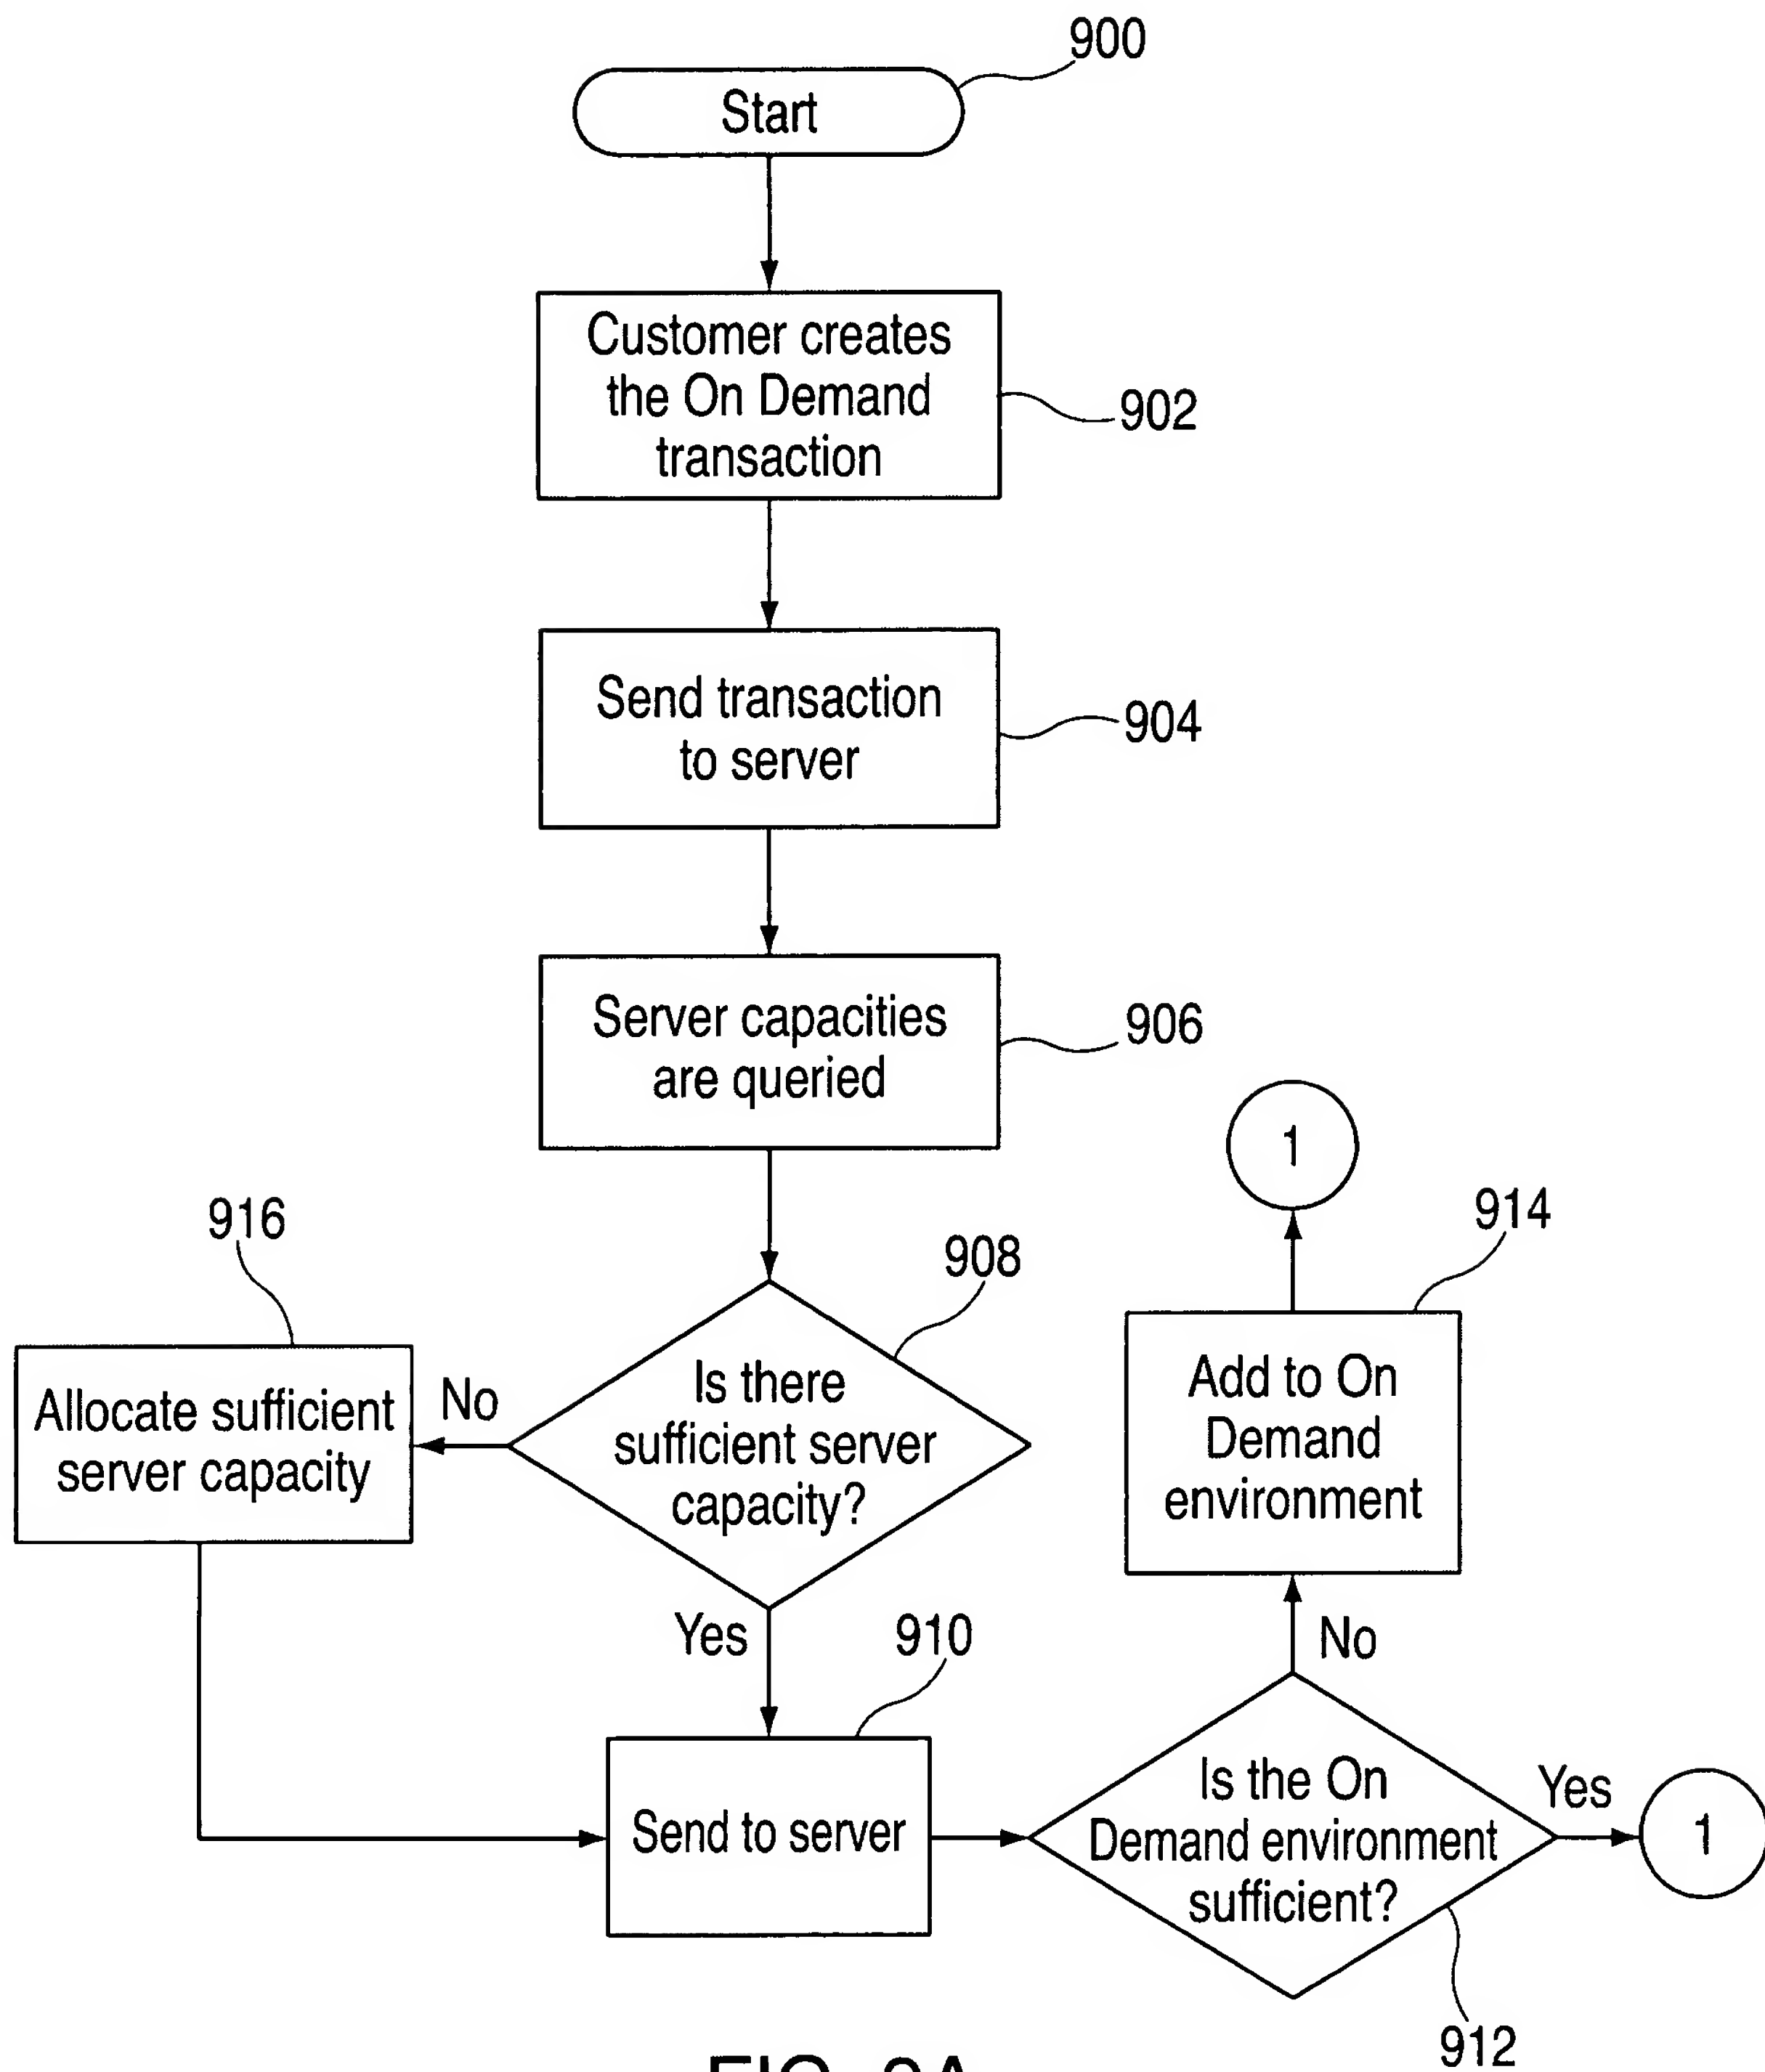 900
Start
Customer creates
the On Demand
transaction
902
Send transaction
to server
904
Server capacities
are queried
906
1
914
916
908
Add to On
Demand
environment
Allocate sufficient
server capacity
No
Is there
sufficient server
capacity?
Yes
910
No
Send to server
Is the On
Demand environment
sufficient?
Yes
1
912